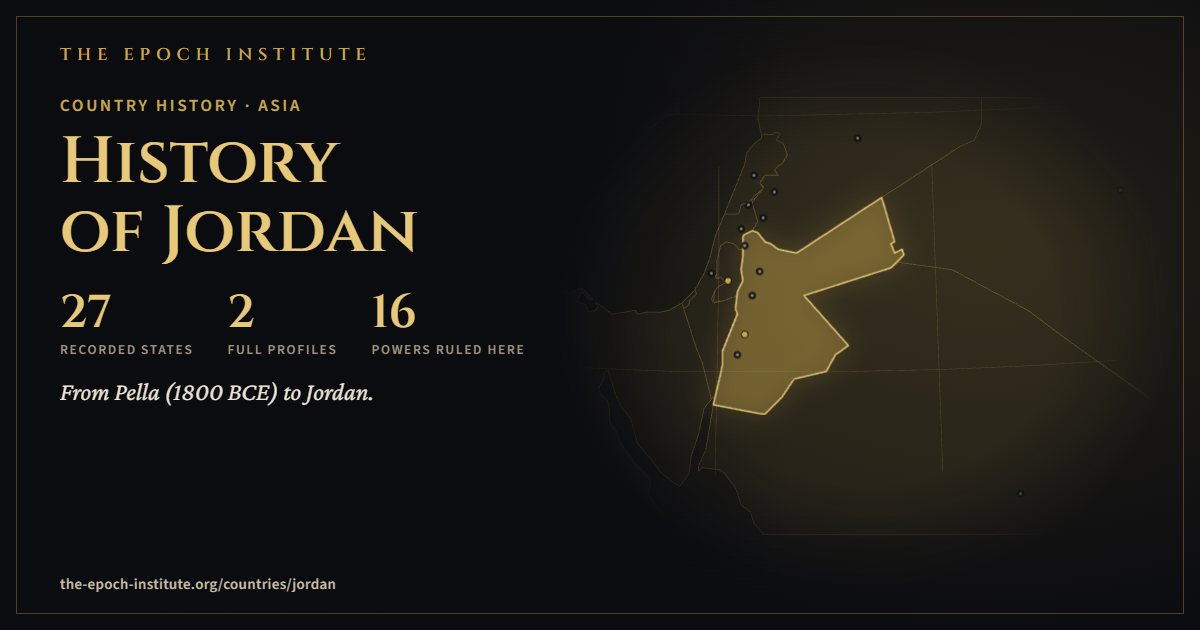 THE EPOCH INSTITUTE
COUNTRY HISTORY · ASIA
HISTORY
OF JORDAN
27 2 16
RECORDED STATES FULL PROFILES POWERS RULED HERE
From Pella (1800 BCE) to Jordan.
the-epoch-institute.org/countries/jordan